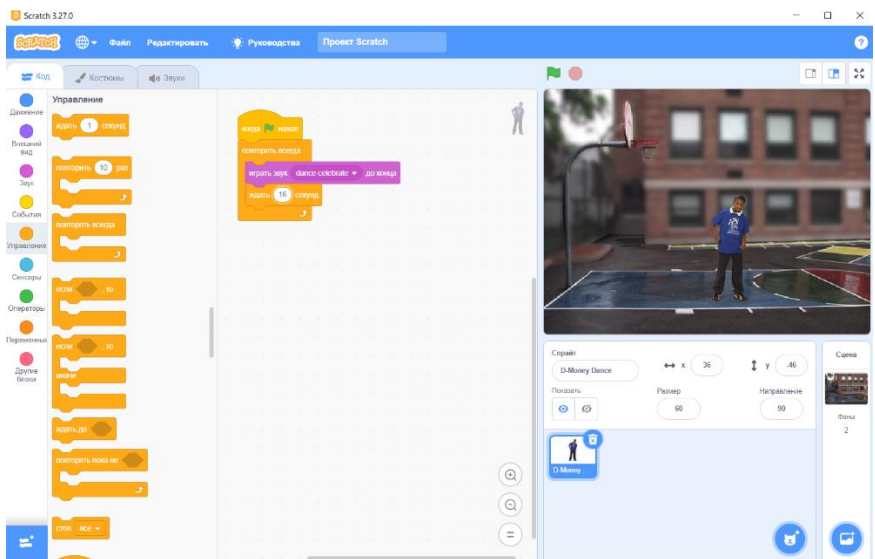 Scratch 3.27.0
SCRATCH Файл Редактировать Руководства Проект Scratch ?
Код Костюмы Звуки
Движение
Внешний вид
Звук
События
Управление
Сенсоры
Операторы
Переменные
Другие блоки
Управление
ждать 1 секунд
повторить 10 раз
повторять всегда
если , то
если , то
иначе
ждать до
повторять пока не
стоп все
когда нажат
повторять всегда
играть звук dance celebrate до конца
ждать 16 секунд
Спрайт
D-Money Dance
x 36
y -46
Показать
Размер
60
Направление
90
D-Money ...
Сцена
Фоны
2